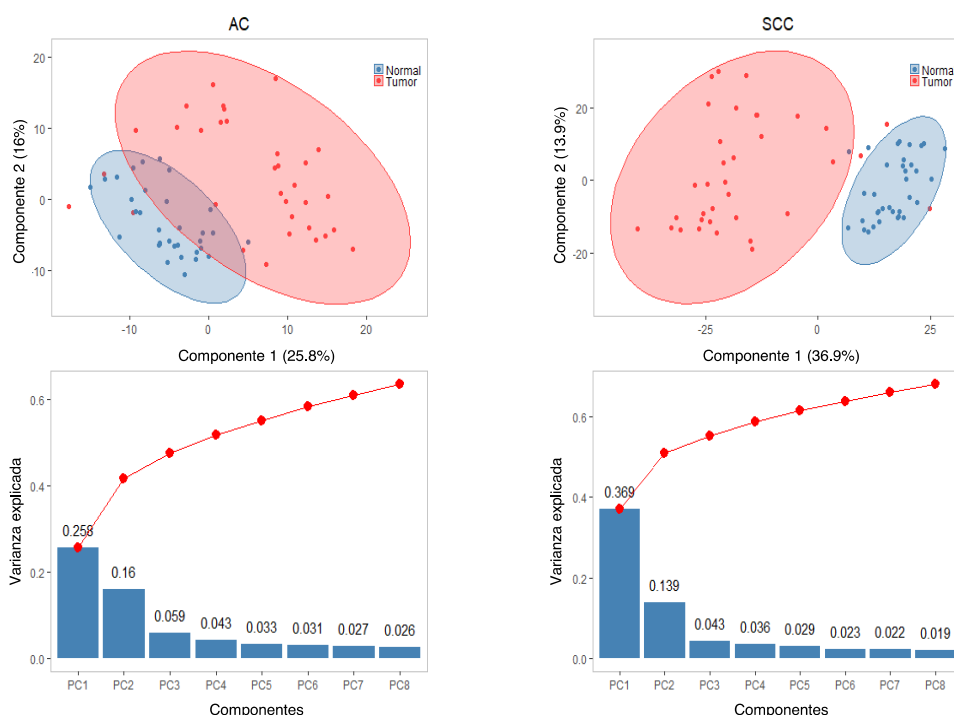 AC
SCC
20
10
0
-10
Componente 2 (16%)
Normal
Tumor
-10
0
10
20
Componente 1 (25.8%)
20
0
-20
Componente 2 (13.9%)
Norma
Tumor
-25
0
25
Componente 1 (36.9%)
0.6
0.4
0.2
0.0
Varianza explicada
0.258
0.16
0.059
0.043
0.033
0.031
0.027
0.026
PC1 PC2 PC3 PC4 PC5 PC6 PC7 PC8
Componentes
0.6
0.4
0.2
0.0
Varianza explicada
0.369
0.139
0.043
0.036
0.029
0.023
0.022
0.019
PC1 PC2 PC3 PC4 PC5 PC6 PC7 PC8
Componentes